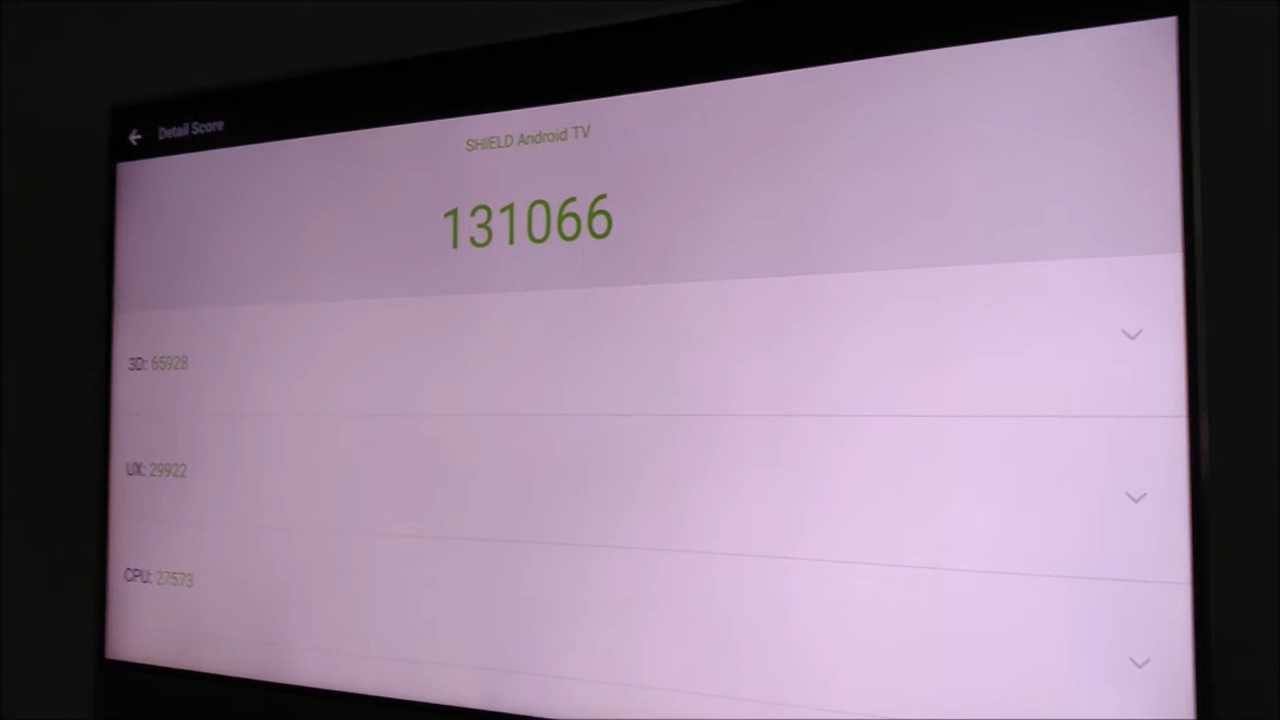 Detail Score
SHIELD Android TV
131066
3D: 65928
UX: 29922
CPU: 27573